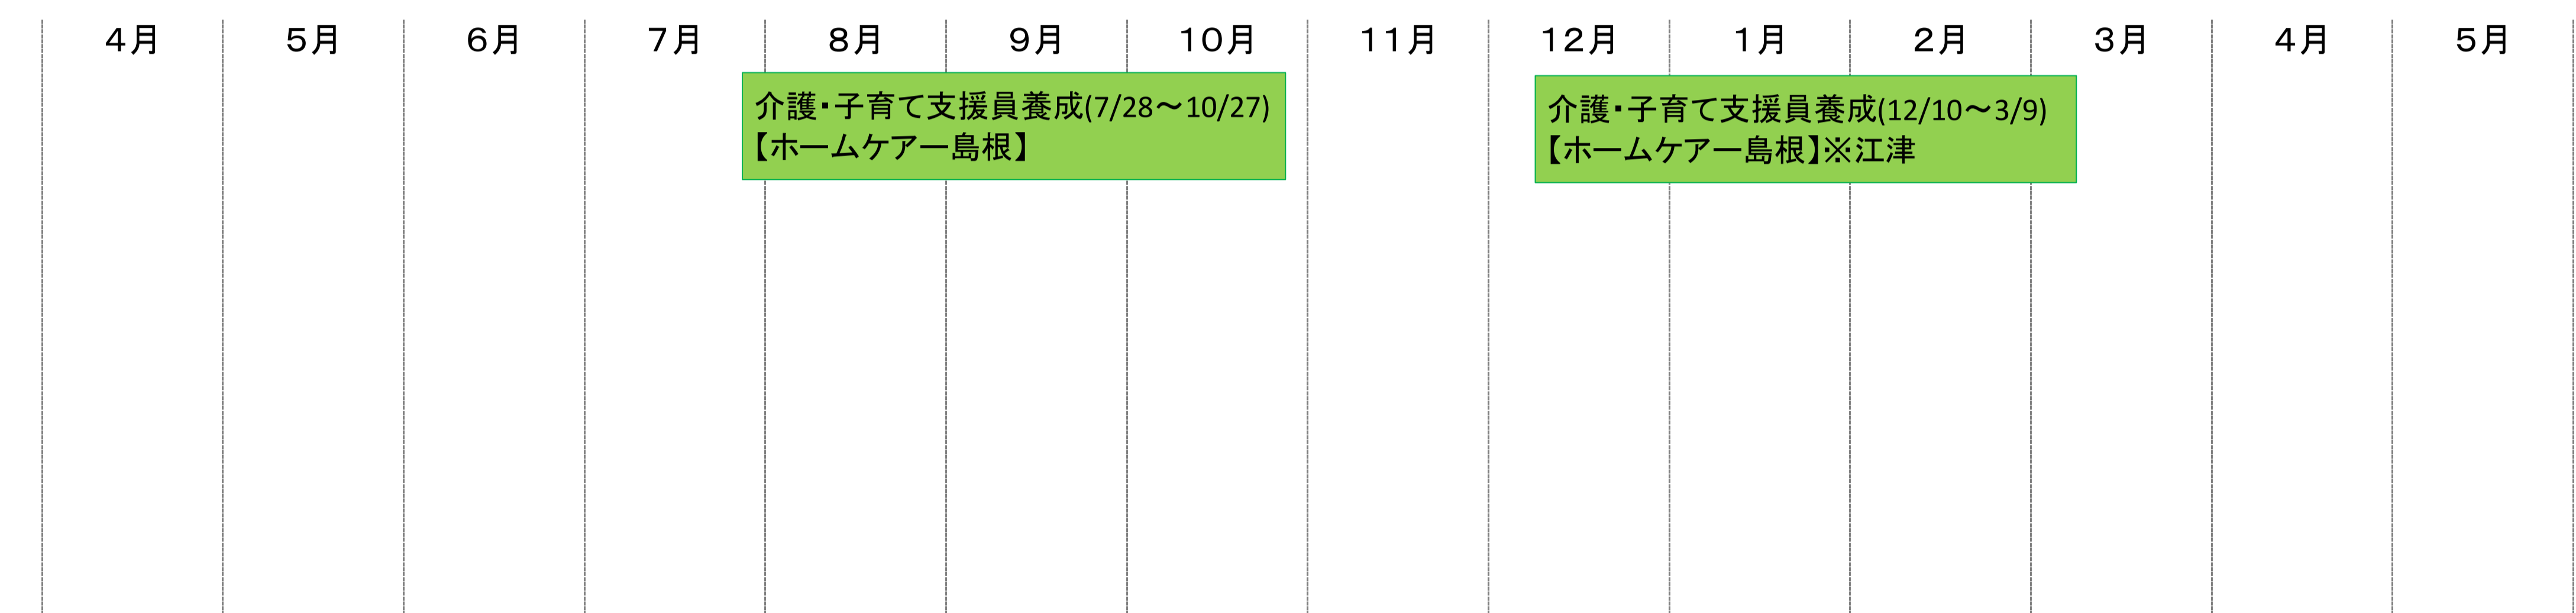 ４月 ５月 ６月 ７月 ８月 ９月 １０月 １１月 １２月 １月 ２月 ３月 ４月 ５月
介護・子育て支援員養成(7/28～10/27)
【ホームケアー島根】
介護・子育て支援員養成(12/10～3/9)
【ホームケアー島根】※江津